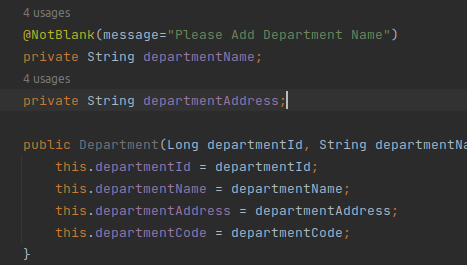 4 usages
@NotBlank(message="Please Add Department Name")
private String departmentName;
4 usages
private String departmentAddress;
public Department(Long departmentId, String
this.departmentId = departmentId;
this.departmentName = departmentName;
this.departmentAddress = departmentAddress;
this.departmentCode = departmentCode;
}